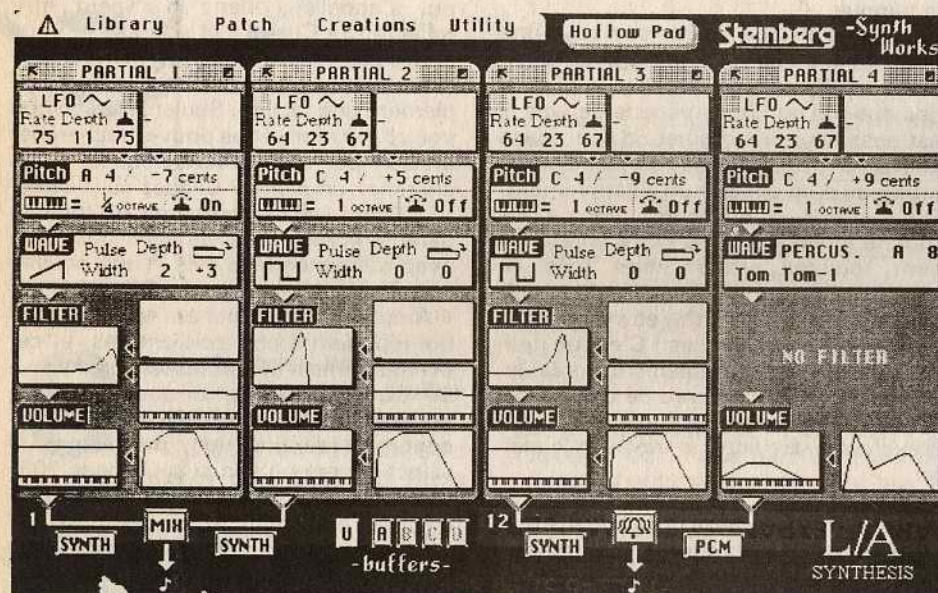 Library Patch Creations Utility Hollow Pad Steinberg -Synth Works
PARTIAL 1
LFO
Rate Depth
75 11 75
Pitch A 4 / -7 cents
= ¼ OCTAVE On
WAVE Pulse Depth
Width 2 +3
FILTER
VOLUME
PARTIAL 2
LFO
Rate Depth
64 23 67
Pitch C 4 / +5 cents
= 1 OCTAVE Off
WAVE Pulse Depth
Width 0 0
FILTER
VOLUME
PARTIAL 3
LFO
Rate Depth
64 23 67
Pitch C 4 / -9 cents
= 1 OCTAVE Off
WAVE Pulse Depth
Width 0 0
FILTER
VOLUME
PARTIAL 4
LFO
Rate Depth
64 23 67
Pitch C 4 / +9 cents
= 1 OCTAVE Off
WAVE PERCUS. A 8
Tom Tom-1
NO FILTER
VOLUME
1 MIX
SYNTH SYNTH
U A B C D
-buffers-
12
SYNTH PCM
L/A
SYNTHESIS